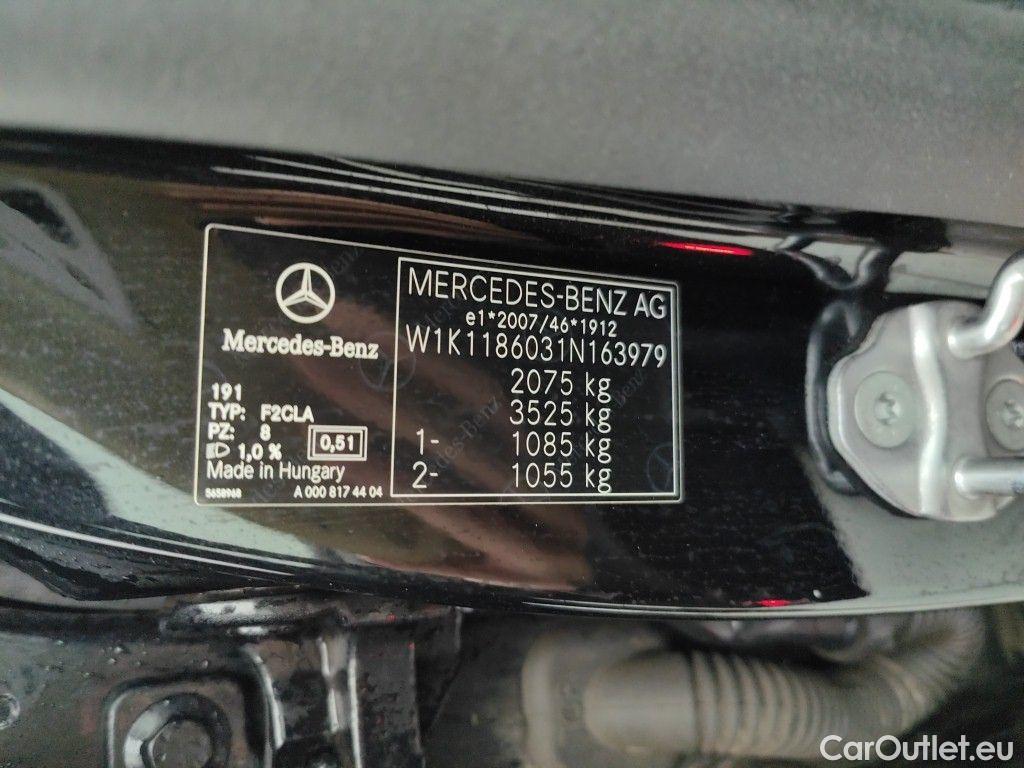 Mercedes-Benz
191
TYP: F2CLA
PZ: 8
1,0 %
0,51
Made in Hungary
5658968
A 000 817 44 04
MERCEDES-BENZ AG
e1*2007/46*1912
W1K1186031N163979
2075 kg
3525 kg
1- 1085 kg
2- 1055 kg
CarOutlet.eu